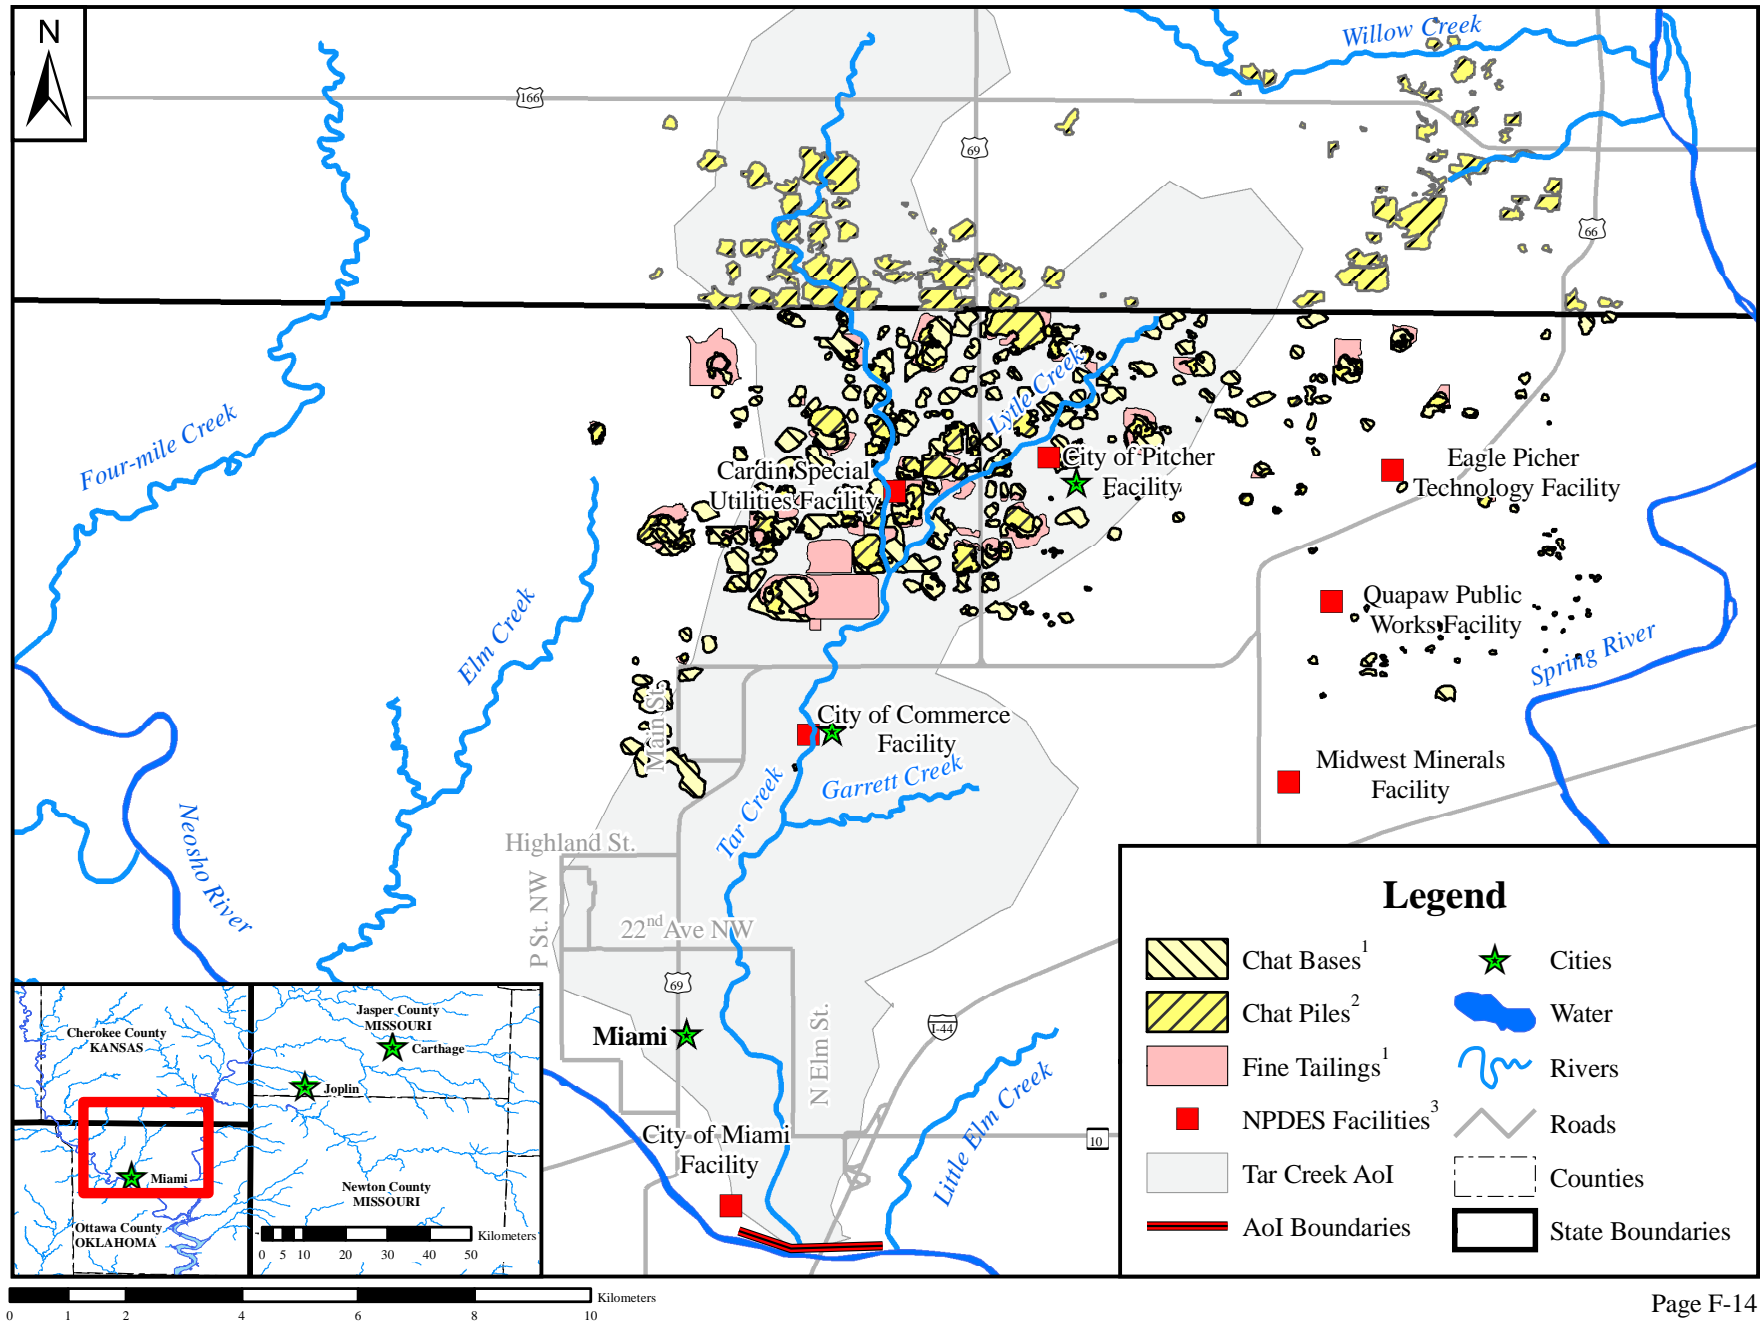 N
166
69
66
Willow Creek
Four-mile Creek
Lytle Creek
Cardin Special
Utilities Facility
City of Pitcher
Facility
Eagle Picher
Technology Facility
Elm Creek
Quapaw Public
Works Facility
Spring River
Main St.
City of Commerce
Facility
Midwest Minerals
Facility
Garrett Creek
Tar Creek
Neosho River
Highland St.
P St. NW
22nd Ave NW
69
Miami
N Elm St.
I-44
Little Elm Creek
10
City of Miami
Facility
Legend
Chat Bases1
Chat Piles2
Fine Tailings1
NPDES Facilities3
Tar Creek AoI
AoI Boundaries
Cities
Water
Rivers
Roads
Counties
State Boundaries
Cherokee County
KANSAS
Jasper County
MISSOURI
Carthage
Joplin
Miami
Newton County
MISSOURI
Ottawa County
OKLAHOMA
Kilometers
0 5 10 20 30 40 50
Kilometers
0 1 2 4 6 8 10
Page F-14